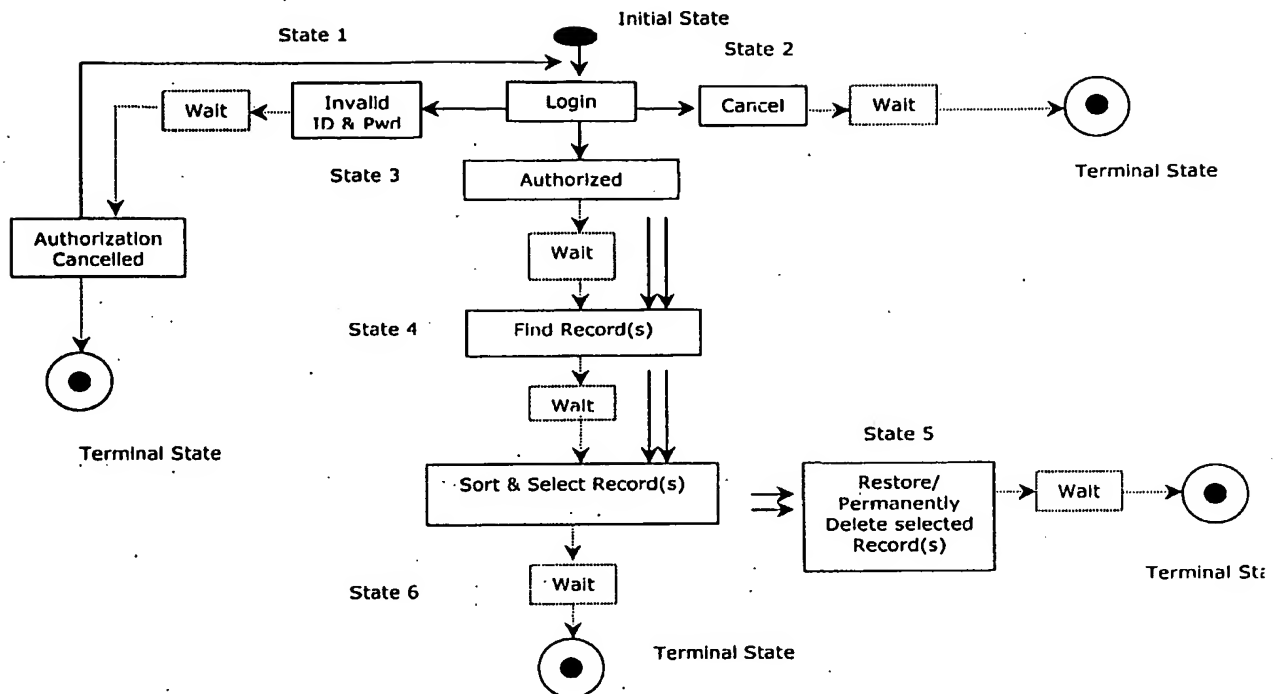 Initial State
State 1
State 2
Wait
Invalid
ID & Pwd
Login
Cancel
Wait
Terminal State
State 3
Authorized
Authorization
Cancelled
Wait
State 4
Find Record(s)
Wait
Terminal State
State 5
Sort & Select Record(s)
Restore/
Permanently
Delete selected
Record(s)
Wait
Terminal Sta
State 6
Wait
Terminal State